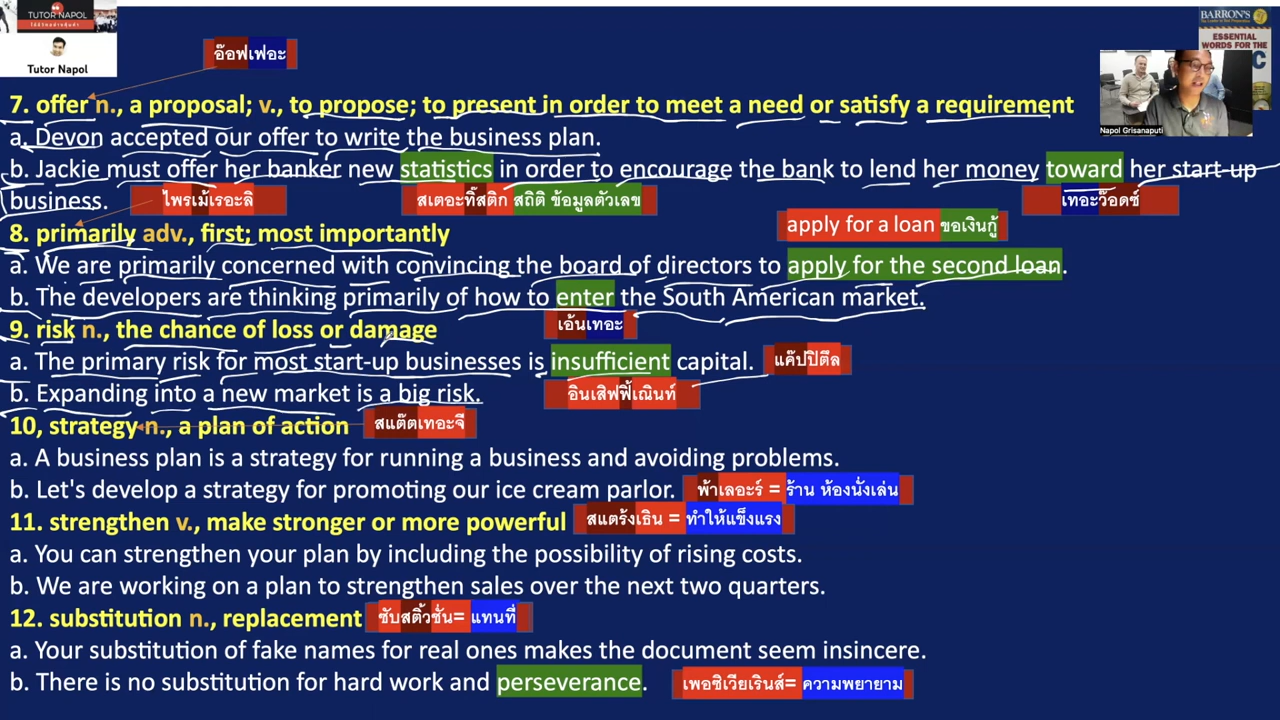 TUTOR NAPOL
Tutor Napol
BARRON'S
ESSENTIAL
WORDS FOR THE
Napol Grisanaputi
อ๊อฟเฟอะ
7. offer n., a proposal; v., to propose; to present in order to meet a need or satisfy a requirement
a. Devon accepted our offer to write the business plan.
b. Jackie must offer her banker new statistics in order to encourage the bank to lend her money toward her start-up
business.
ไพรเม้เรอะลิ
สเตอะทิ๊สติก สถิติ ข้อมูลตัวเลข
เทอะว๊อดซ์
8. primarily adv., first; most importantly
apply for a loan ขอเงินกู้
a. We are primarily concerned with convincing the board of directors to apply for the second loan.
b. The developers are thinking primarily of how to enter the South American market.
9. risk n., the chance of loss or damage
เอ้นเทอะ
a. The primary risk for most start-up businesses is insufficient capital. แค๊ปปิตึล
b. Expanding into a new market is a big risk. อินเสิฟฟิ้เณินท์
10, strategy n., a plan of action สแต๊ตเทอะจี
a. A business plan is a strategy for running a business and avoiding problems.
b. Let's develop a strategy for promoting our ice cream parlor. พ้าเลอะร์ = ร้าน ห้องนั่งเล่น
11. strengthen v., make stronger or more powerful สแตร้งเธิน = ทำให้แข็งแรง
a. You can strengthen your plan by including the possibility of rising costs.
b. We are working on a plan to strengthen sales over the next two quarters.
12. substitution n., replacement ซับสติ้วชั่น= แทนที่
a. Your substitution of fake names for real ones makes the document seem insincere.
b. There is no substitution for hard work and perseverance. เพอซิเวียเรินส์= ความพยายาม